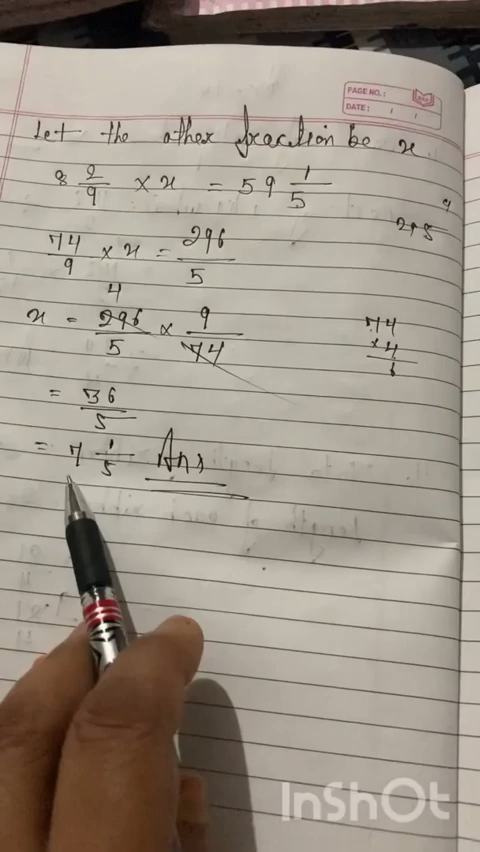 PAGE NO.:
DATE: / /
Let the other fraction be x
8 2/9 × x = 59 1/5
74/9 × x = 296/5
4
x = 296/5 × 9/74
74
×4
6
= 36/5
= 7 1/5 Ans
InShOt